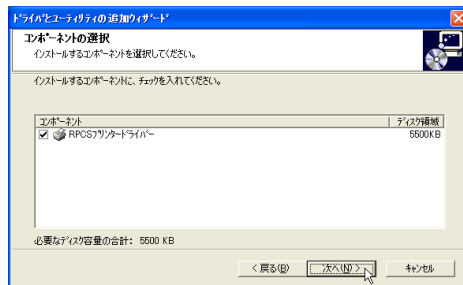 ﾄﾞﾗｲﾊﾞとﾕｰﾃｨﾘﾃｨの追加ｳｨｻﾞｰﾄﾞ
ｺﾝﾎﾟｰﾈﾝﾄの選択
ｲﾝｽﾄｰﾙするｺﾝﾎﾟｰﾈﾝﾄを選択してください。
ｲﾝｽﾄｰﾙするｺﾝﾎﾟｰﾈﾝﾄに、ﾁｪｯｸを入れてください。
ｺﾝﾎﾟｰﾈﾝﾄ ﾃﾞｨｽｸ領域
RPCSﾌﾟﾘﾝﾀｰﾄﾞﾗｲﾊﾞｰ 5500KB
必要なﾃﾞｨｽｸ容量の合計： 5500 KB
< 戻る(B) 次へ(N) > ｷｬﾝｾﾙ